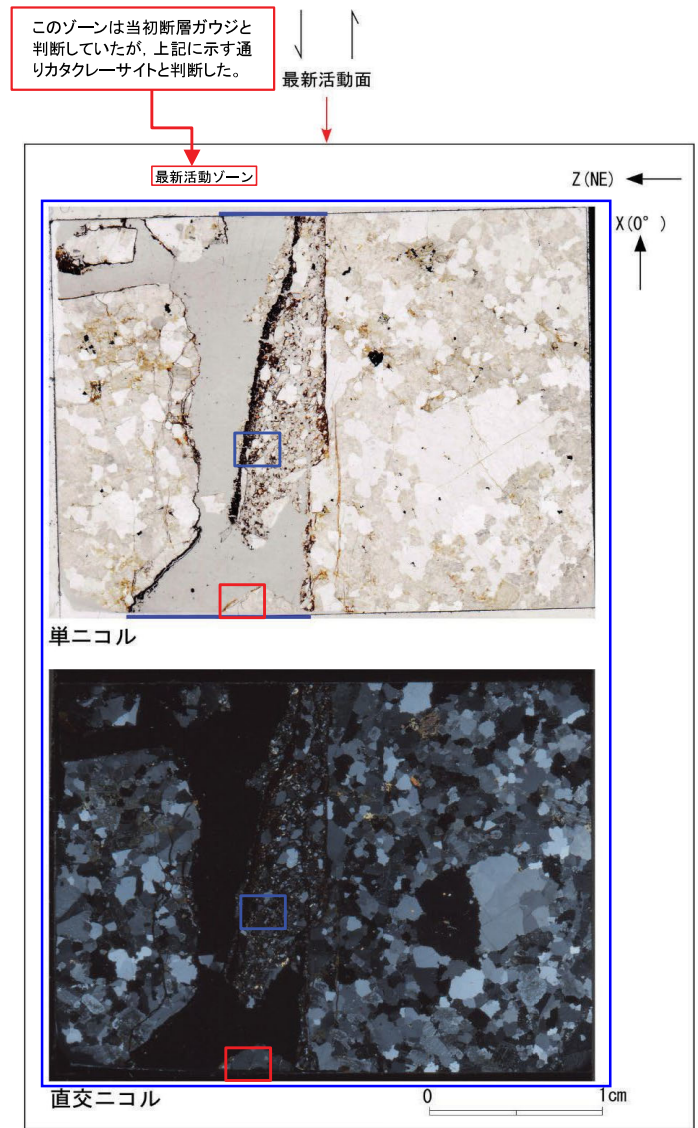 このゾーンは当初断層ガウジと
判断していたが，上記に示す通
りカタクレーサイトと判断した。
最新活動面
最新活動ゾーン
Z(NE)
X(0°)
単ニコル
直交ニコル
0 1cm